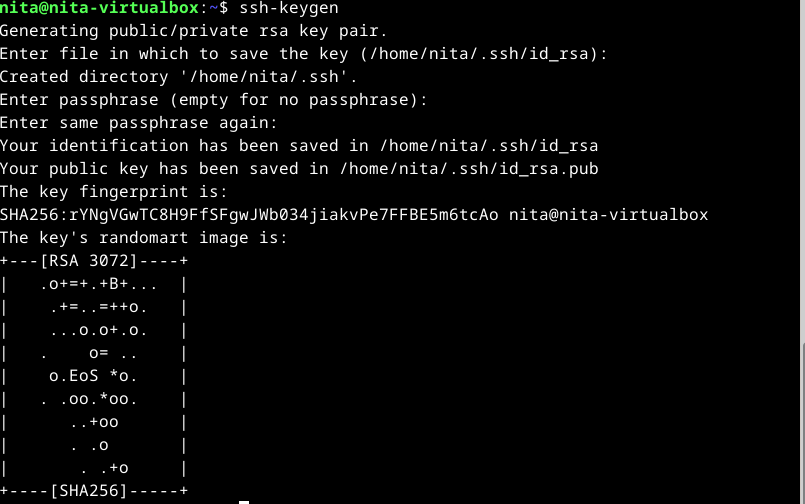 nita@nita-virtualbox:~$ ssh-keygen
Generating public/private rsa key pair.
Enter file in which to save the key (/home/nita/.ssh/id_rsa):
Created directory '/home/nita/.ssh'.
Enter passphrase (empty for no passphrase):
Enter same passphrase again:
Your identification has been saved in /home/nita/.ssh/id_rsa
Your public key has been saved in /home/nita/.ssh/id_rsa.pub
The key fingerprint is:
SHA256:rYNgVGwTC8H9FfSFgwJWb034jiakvPe7FFBE5m6tcAo nita@nita-virtualbox
The key's randomart image is:
+---[RSA 3072]----+
|   .o+=+.+B+...  |
|    .+=..=++o.   |
|    ...o.o+.o.   |
|   .    o= ..    |
|    o.EoS *o.    |
|   . .oo.*oo.    |
|      ..+oo      |
|      . .o       |
|       . .+o     |
+----[SHA256]-----+